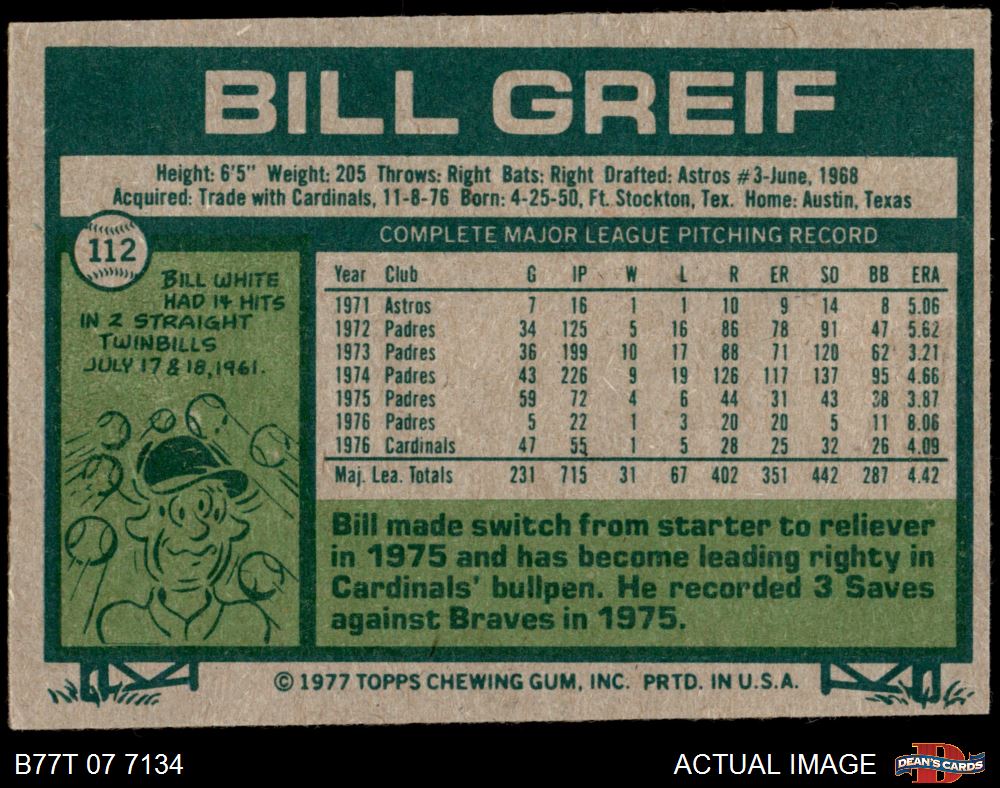 BILL GREIF
Height: 6'5" Weight: 205 Throws: Right Bats: Right Drafted: Astros #3-June, 1968
Acquired: Trade with Cardinals, 11-8-76 Born: 4-25-50, Ft. Stockton, Tex. Home: Austin, Texas
112
BILL WHITE
HAD 14 HITS
IN 2 STRAIGHT
TWINBILLS
JULY 17 & 18, 1961.
COMPLETE MAJOR LEAGUE PITCHING RECORD
Year Club G IP W L R ER SO BB ERA
1971 Astros 7 16 1 1 10 9 14 8 5.06
1972 Padres 34 125 5 16 86 78 91 47 5.62
1973 Padres 36 199 10 17 88 71 120 62 3.21
1974 Padres 43 226 9 19 126 117 137 95 4.66
1975 Padres 59 72 4 6 44 31 43 38 3.87
1976 Padres 5 22 1 3 20 20 5 11 8.06
1976 Cardinals 47 55 1 5 28 25 32 26 4.09
Maj. Lea. Totals 231 715 31 67 402 351 442 287 4.42
Bill made switch from starter to reliever
in 1975 and has become leading righty in
Cardinals' bullpen. He recorded 3 Saves
against Braves in 1975.
© 1977 TOPPS CHEWING GUM, INC. PRTD. IN U.S.A.
B77T 07 7134
ACTUAL IMAGE
DEAN'S CARDS